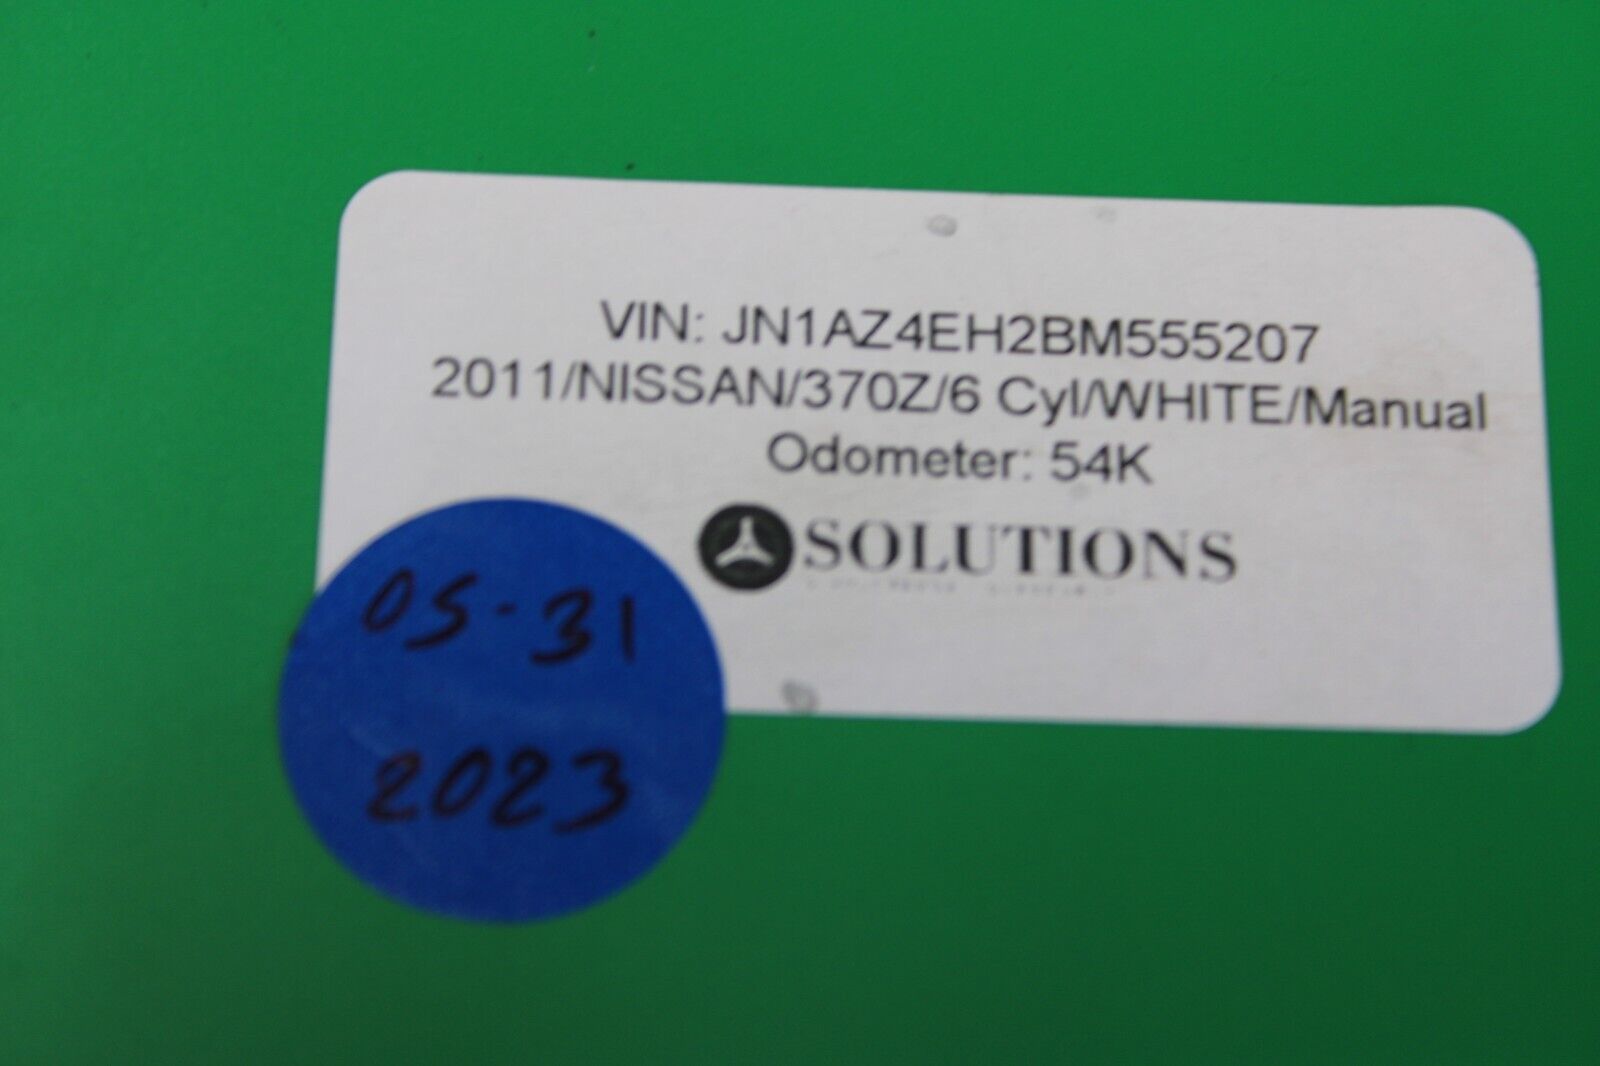 VIN: JN1AZ4EH2BM555207
2011/NISSAN/370Z/6 Cyl/WHITE/Manual
Odometer: 54K
SOLUTIONS
05-31
2023